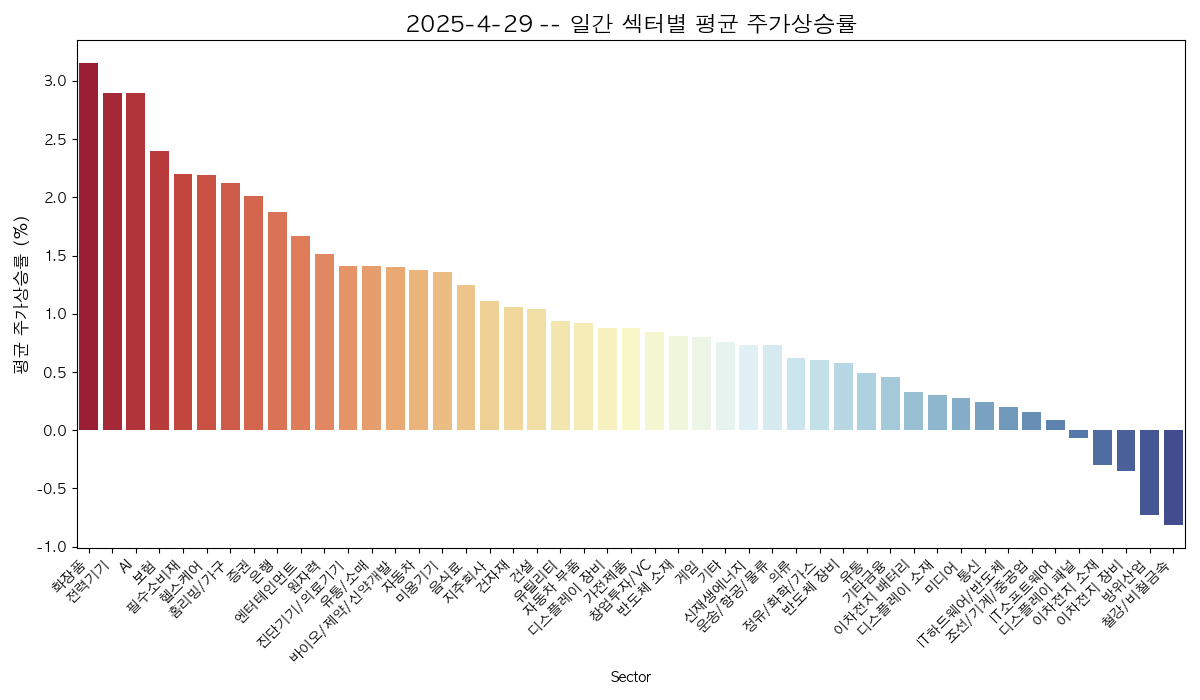 2025-4-29 -- 일간 섹터별 평균 주가상승률
평균 주가상승률 (%)
3.0
2.5
2.0
1.5
1.0
0.5
0.0
-0.5
-1.0
화장품
전력기기
AI
보험
필수소비재
헬스케어
홈리빙/가구
증권
은행
엔터테인먼트
원자력
진단기기/의료기기
유통/소매
바이오/제약/신약개발
자동차
미용기기
음식료
지주회사
건자재
건설
유틸리티
자동차 부품
디스플레이 장비
가전제품
창업투자/VC
반도체 소재
게임
기타
신재생에너지
운송/항공/물류
의류
정유/화학/가스
반도체 장비
유통
기타금융
이차전지 배터리
디스플레이 소재
미디어
통신
IT하드웨어/반도체
조선/기계/중공업
IT소프트웨어
디스플레이 패널
이차전지 소재
이차전지 장비
방위산업
철강/비철금속
Sector